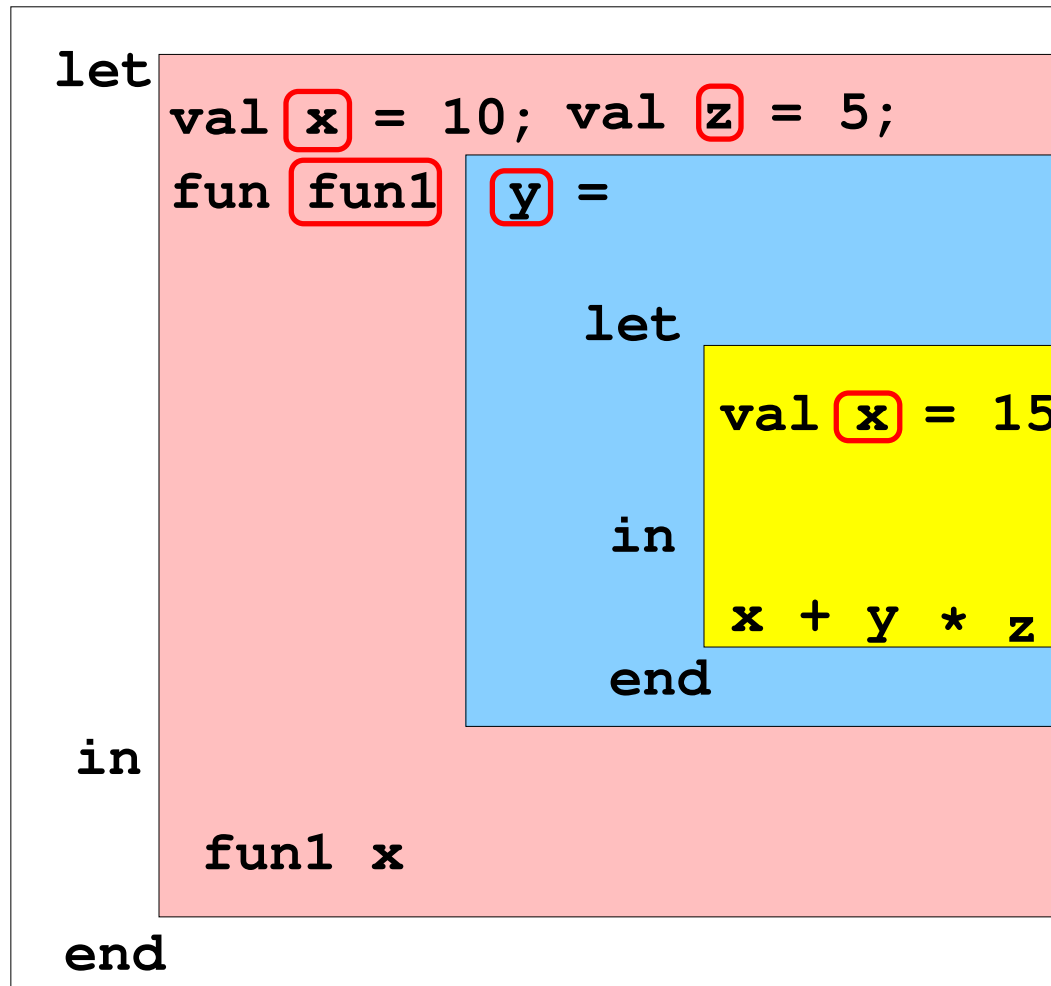 let
val x = 10; val z = 5;
fun fun1 y =
let
val x = 15
in
x + y * z
end
in
fun1 x
end